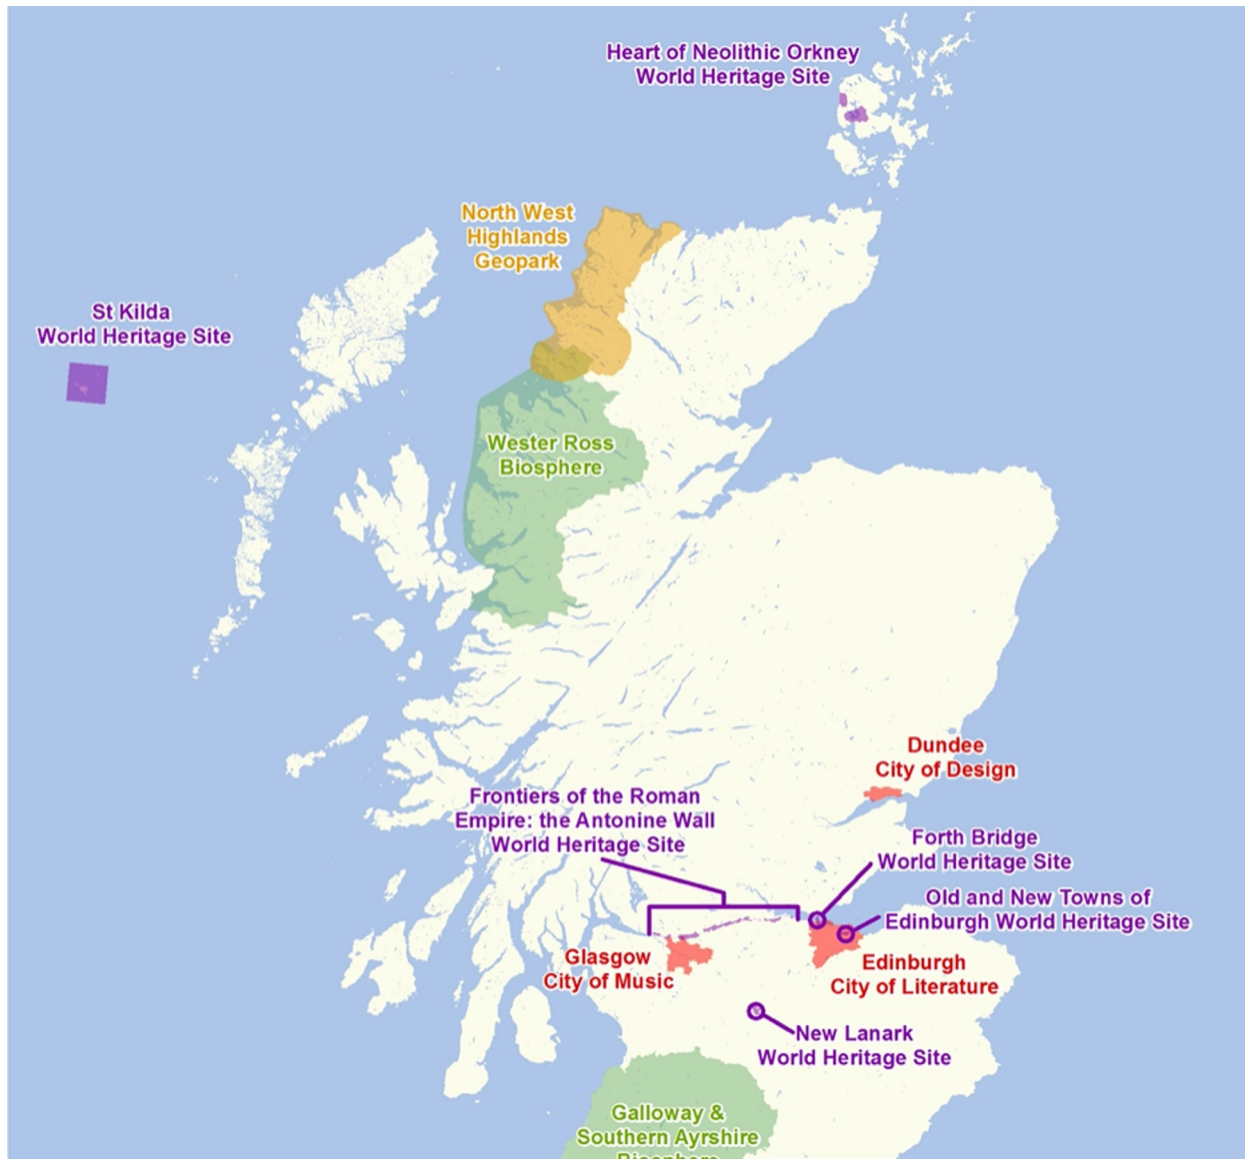 Heart of Neolithic Orkney
World Heritage Site
North West
Highlands
Geopark
St Kilda
World Heritage Site
Wester Ross
Biosphere
Dundee
City of Design
Frontiers of the Roman
Empire: the Antonine Wall
World Heritage Site
Forth Bridge
World Heritage Site
Old and New Towns of
Edinburgh World Heritage Site
Glasgow
City of Music
Edinburgh
City of Literature
New Lanark
World Heritage Site
Galloway &
Southern Ayrshire
Biosphere